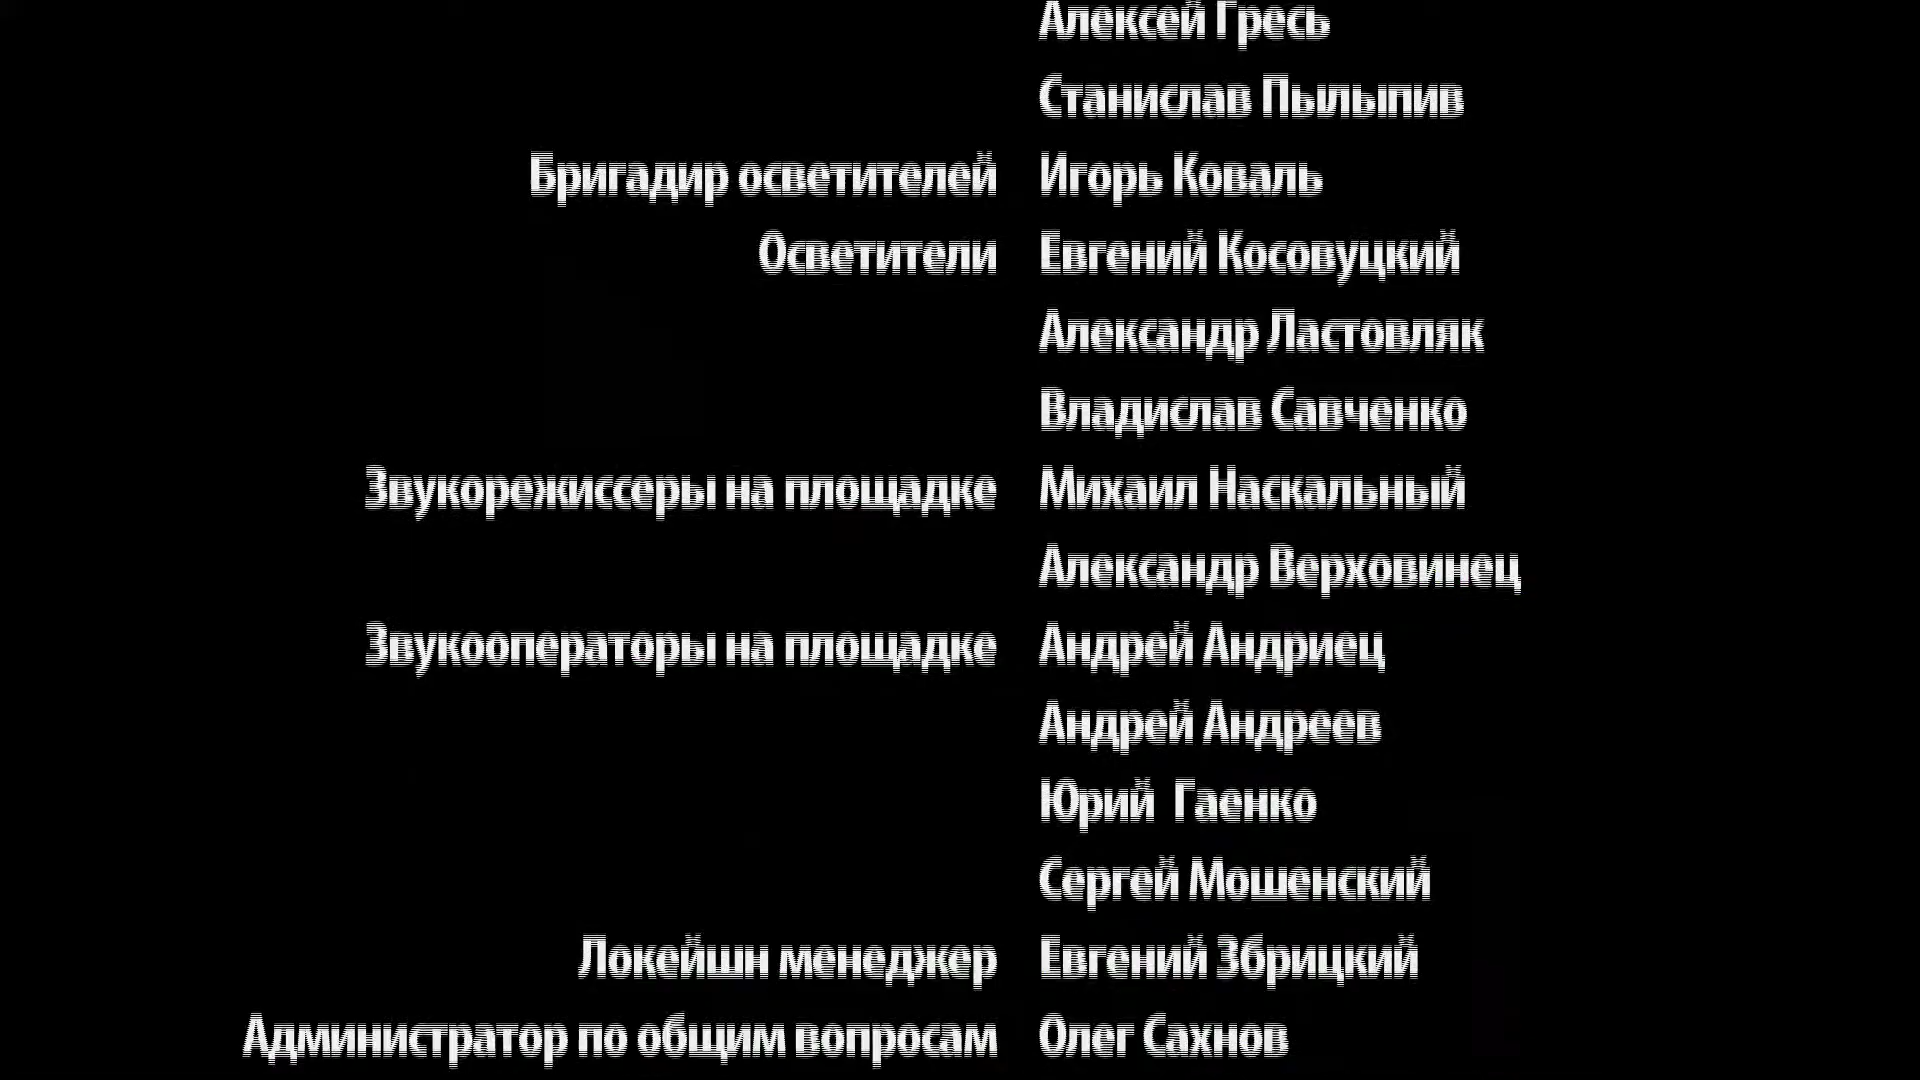 Алексей Гресь
Станислав Пылыпив
Бригадир осветителей Игорь Коваль
Осветители Евгений Косовуцкий
Александр Ластовляк
Владислав Савченко
Звукорежиссеры на площадке Михаил Наскальный
Александр Верховинец
Звукооператоры на площадке Андрей Андриец
Андрей Андреев
Юрий Гаенко
Сергей Мошенский
Локейшн менеджер Евгений Збрицкий
Администратор по общим вопросам Олег Сахнов